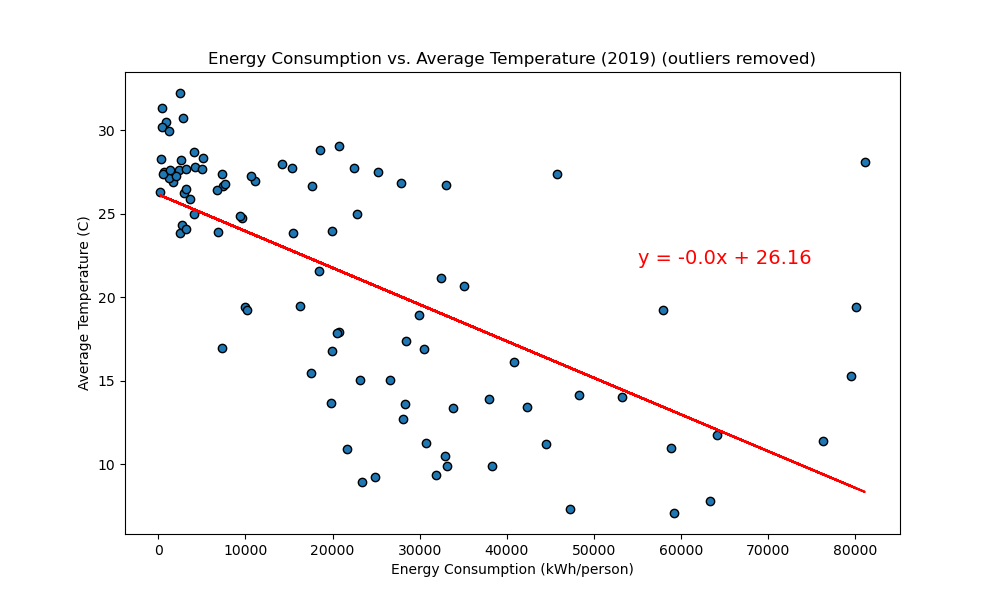 Energy Consumption vs. Average Temperature (2019) (outliers removed)
30
25
20
15
10
Average Temperature (C)
y = -0.0x + 26.16
0 10000 20000 30000 40000 50000 60000 70000 80000
Energy Consumption (kWh/person)